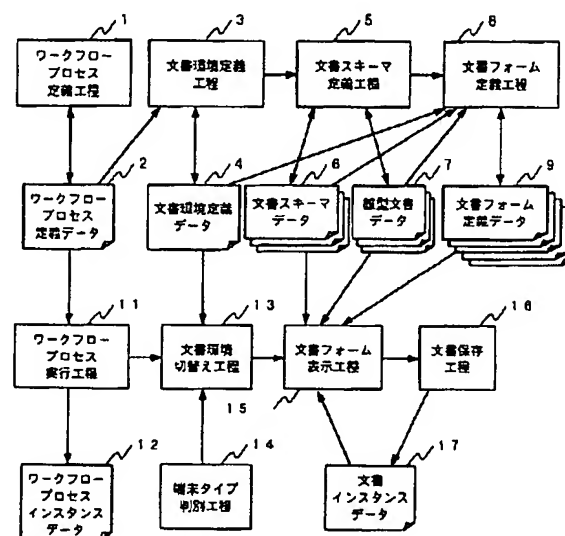 1
3
5
8
ワークフロー
プロセス
定義工程
文書環境定義
工程
文書スキーマ
定義工程
文書フォーム
定義工程
2
4
6
7
9
ワークフロー
プロセス
定義データ
文書環境定義
データ
文書スキーマ
データ
雛型文書
データ
文書フォーム
定義データ
11
13
16
ワークフロー
プロセス
実行工程
文書環境
切替え工程
文書フォーム
表示工程
文書保存
工程
15
12
14
17
ワークフロー
プロセス
インスタンス
データ
端末タイプ
判別工程
文書
インスタンス
データ